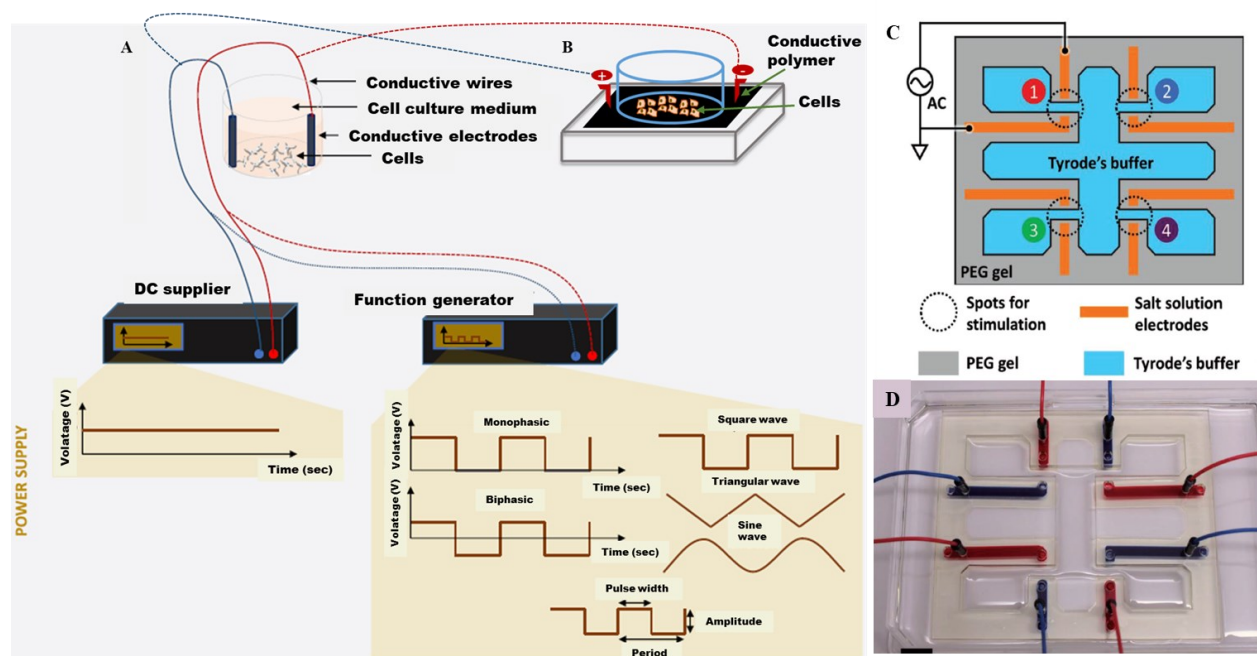 A
Conductive wires
Cell culture medium
Conductive electrodes
Cells
B
+
-
Conductive
polymer
Cells
DC supplier
Function generator
POWER SUPPLY
Volatage (V)
Time (sec)
Volatage (V)
Monophasic
Time (sec)
Volatage (V)
Biphasic
Time (sec)
Square wave
Triangular wave
Sine
wave
Pulse width
Amplitude
Period
C
AC
1
2
Tyrode's buffer
3
4
PEG gel
Spots for
stimulation
Salt solution
electrodes
PEG gel
Tyrode's buffer
D